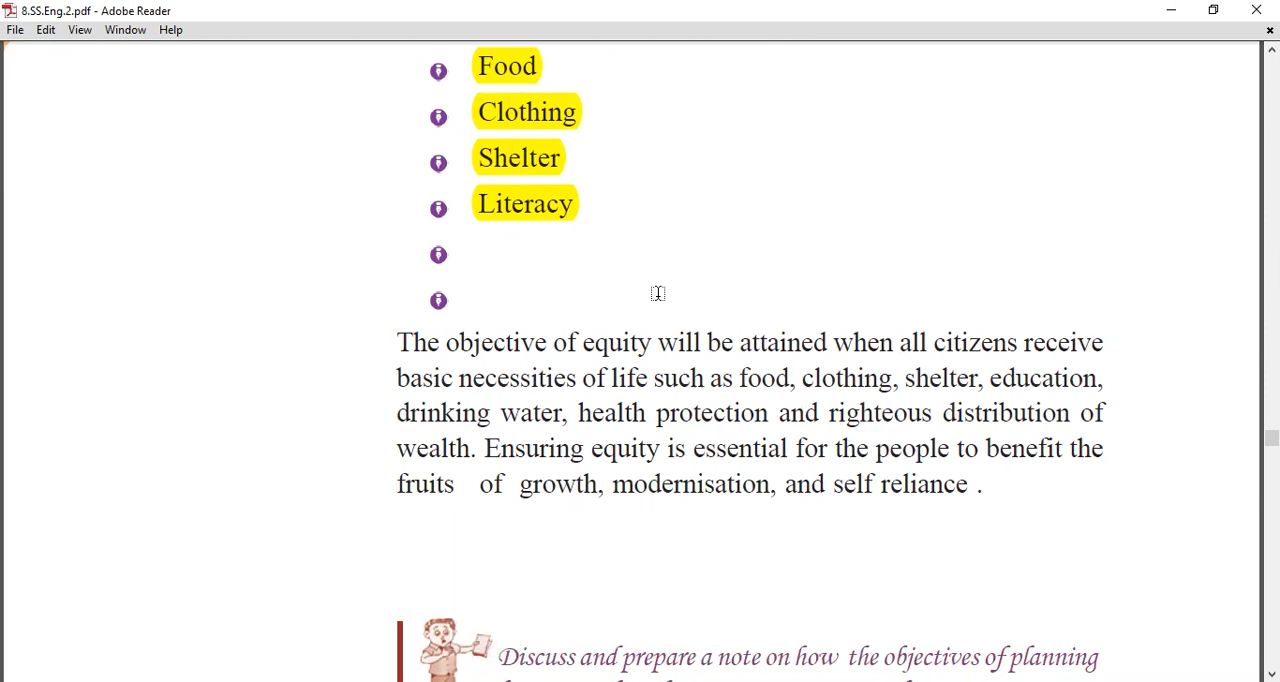 8.SS.Eng.2.pdf - Adobe Reader
File Edit View Window Help
Food
Clothing
Shelter
Literacy
The objective of equity will be attained when all citizens receive
basic necessities of life such as food, clothing, shelter, education,
drinking water, health protection and righteous distribution of
wealth. Ensuring equity is essential for the people to benefit the
fruits of growth, modernisation, and self reliance .
Discuss and prepare a note on how the objectives of planning